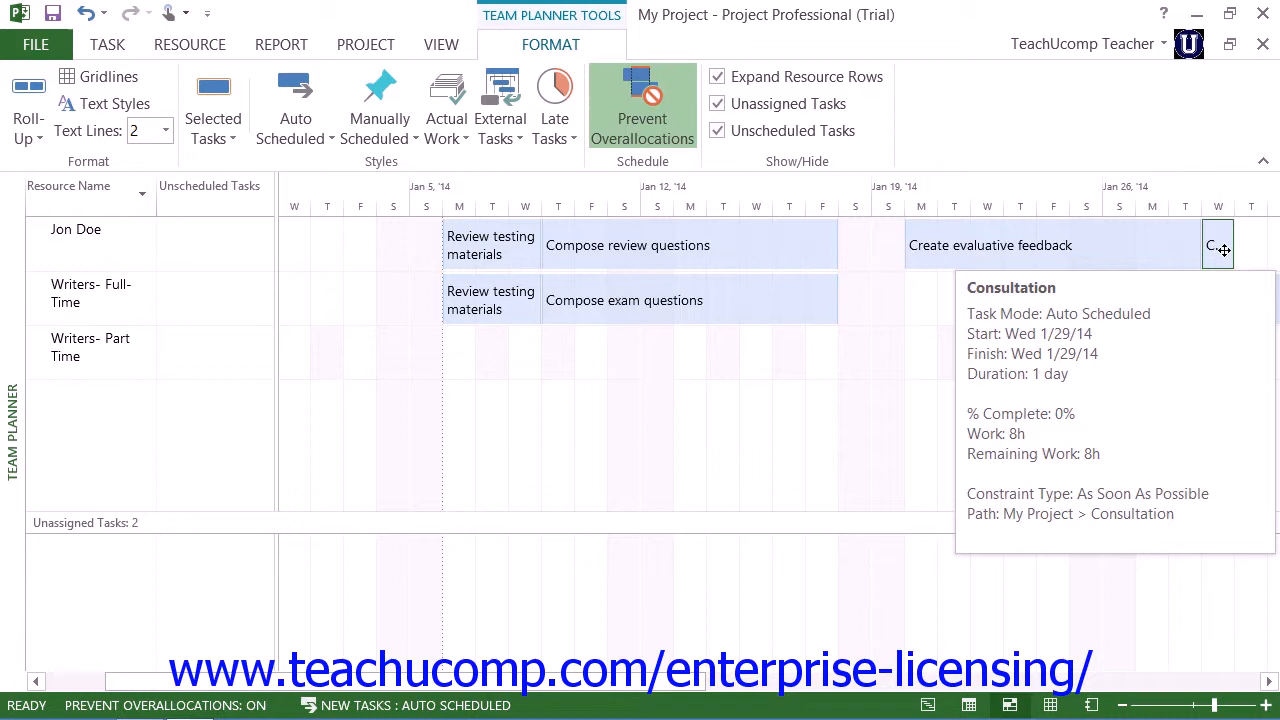 TEAM PLANNER TOOLS
My Project - Project Professional (Trial)
?
FILE
TASK
RESOURCE
REPORT
PROJECT
VIEW
FORMAT
TeachUcomp Teacher
U
Roll-
Up
Gridlines
Text Styles
Text Lines: 2
Format
Selected
Tasks
Auto
Scheduled
Manually
Scheduled
Actual
Work
External
Tasks
Late
Tasks
Styles
Prevent
Overallocations
Schedule
Expand Resource Rows
Unassigned Tasks
Unscheduled Tasks
Show/Hide
Resource Name
Unscheduled Tasks
Jan 5, '14
Jan 12, '14
Jan 19, '14
Jan 26, '14
W T F S S M T W T F S S M T W T F S S M T W T F S S M T W T
Jon Doe
Review testing
materials
Compose review questions
Create evaluative feedback
C...
Writers- Full-
Time
Review testing
materials
Compose exam questions
Writers- Part
Time
Consultation
Task Mode: Auto Scheduled
Start: Wed 1/29/14
Finish: Wed 1/29/14
Duration: 1 day
% Complete: 0%
Work: 8h
Remaining Work: 8h
Constraint Type: As Soon As Possible
Path: My Project > Consultation
TEAM PLANNER
Unassigned Tasks: 2
www.teachucomp.com/enterprise-licensing/
READY
PREVENT OVERALLOCATIONS: ON
NEW TASKS : AUTO SCHEDULED